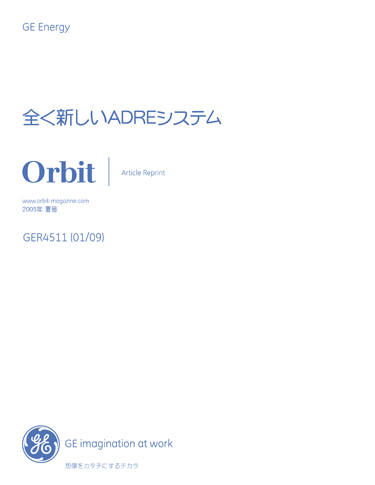 GE Energy
全く新しいADREシステム
Orbit
Article Reprint
www.orbit-magazine.com
2005年 夏号
GER4511 (01/09)
GE imagination at work
想像をカタチにするチカラ